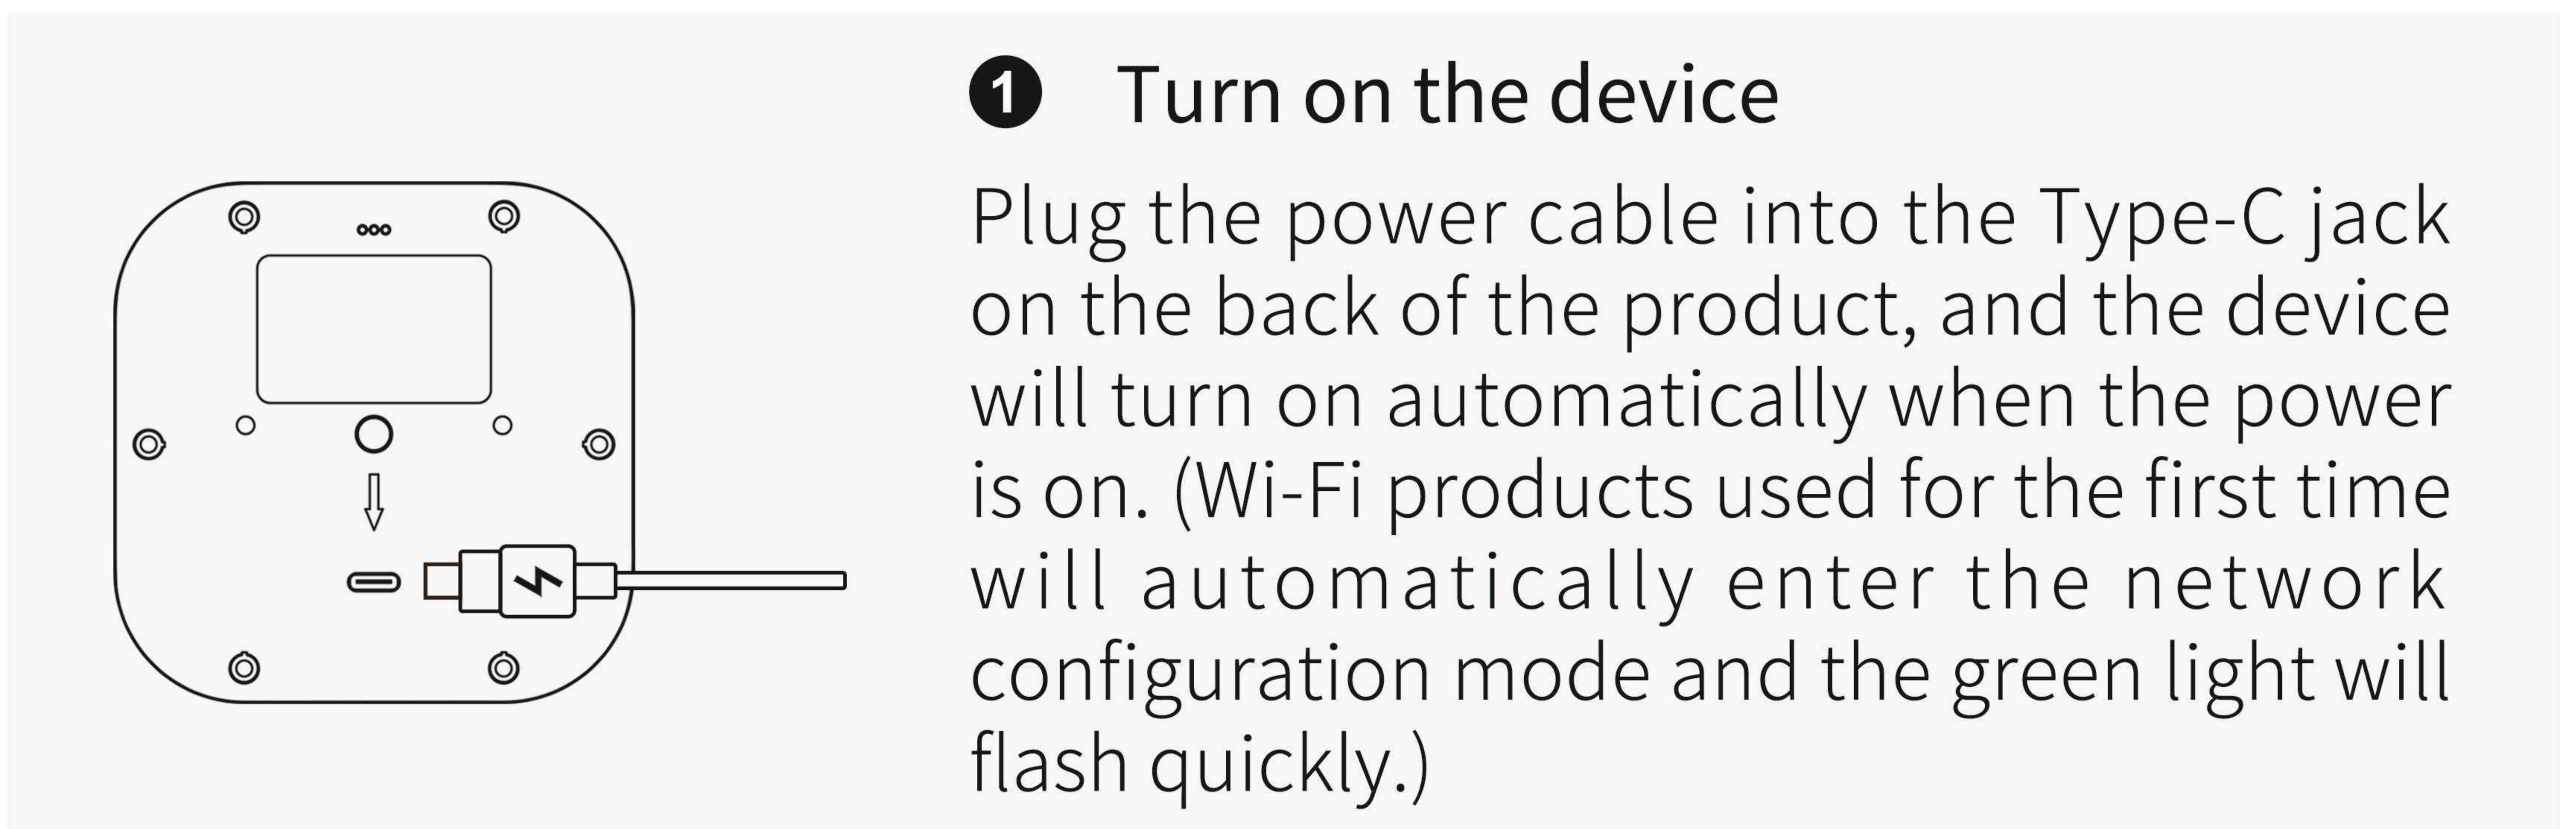 1 Turn on the device
Plug the power cable into the Type-C jack
on the back of the product, and the device
will turn on automatically when the power
is on. (Wi-Fi products used for the first time
will automatically enter the network
configuration mode and the green light will
flash quickly.)